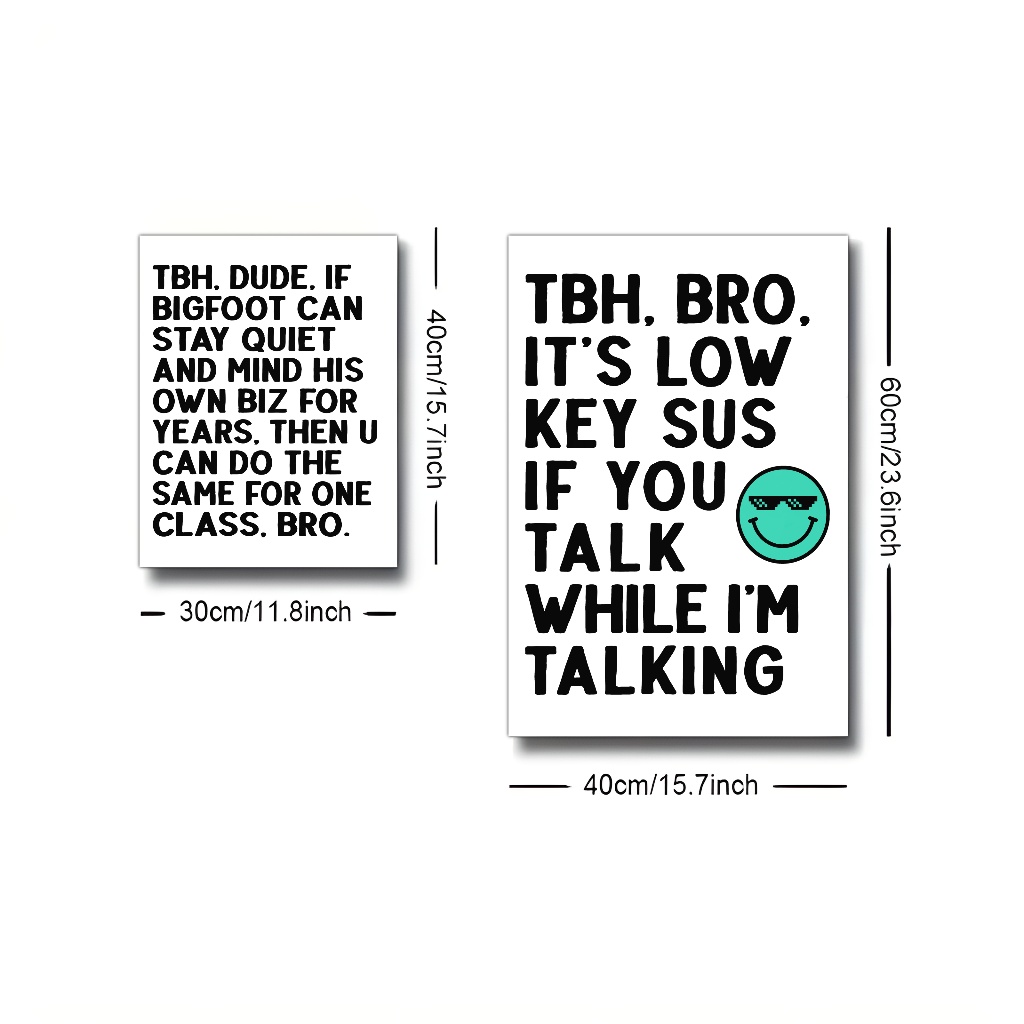 TBH, DUDE, IF
BIGFOOT CAN
STAY QUIET
AND MIND HIS
OWN BIZ FOR
YEARS, THEN U
CAN DO THE
SAME FOR ONE
CLASS, BRO.
40cm/15.7inch
30cm/11.8inch
TBH, BRO,
IT'S LOW
KEY SUS
IF YOU
TALK
WHILE I'M
TALKING
60cm/23.6inch
40cm/15.7inch